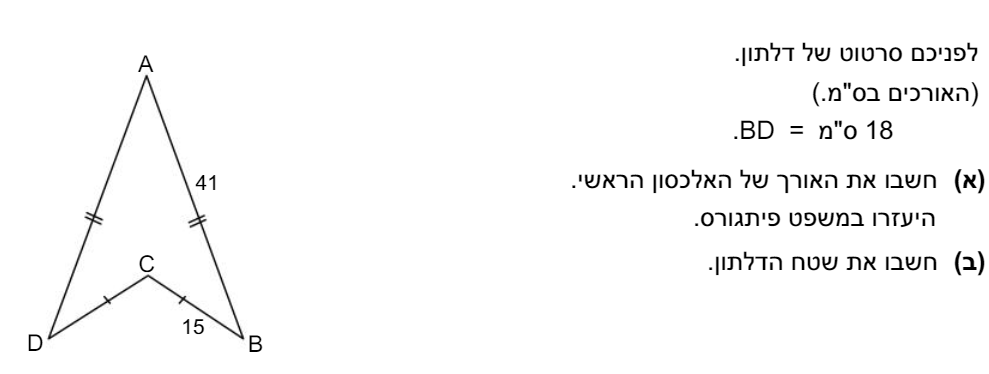 לפניכם סרטוט של דלתון.
(האורכים בס"מ.)
18 ס"מ = BD.
(א) חשבו את האורך של האלכסון הראשי.
היעזרו במשפט פיתגורס.
(ב) חשבו את שטח הדלתון.
A
41
C
15
D
B